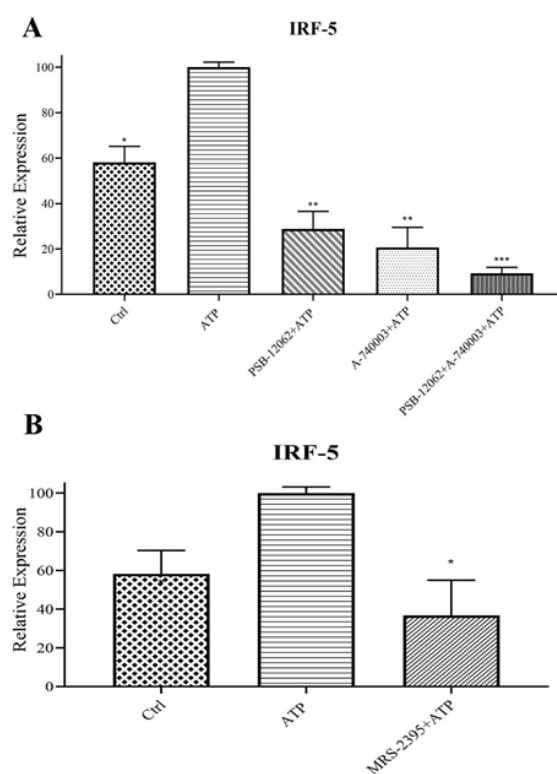 A
IRF-5
Relative Expression
100
80
60
40
20
0
*
**
**
***
Ctrl
ATP
PSB-12062+ATP
A-740003+ATP
PSB-12062+A-740003+ATP
B
IRF-5
Relative Expression
100
80
60
40
20
0
*
Ctrl
ATP
MRS-2395+ATP